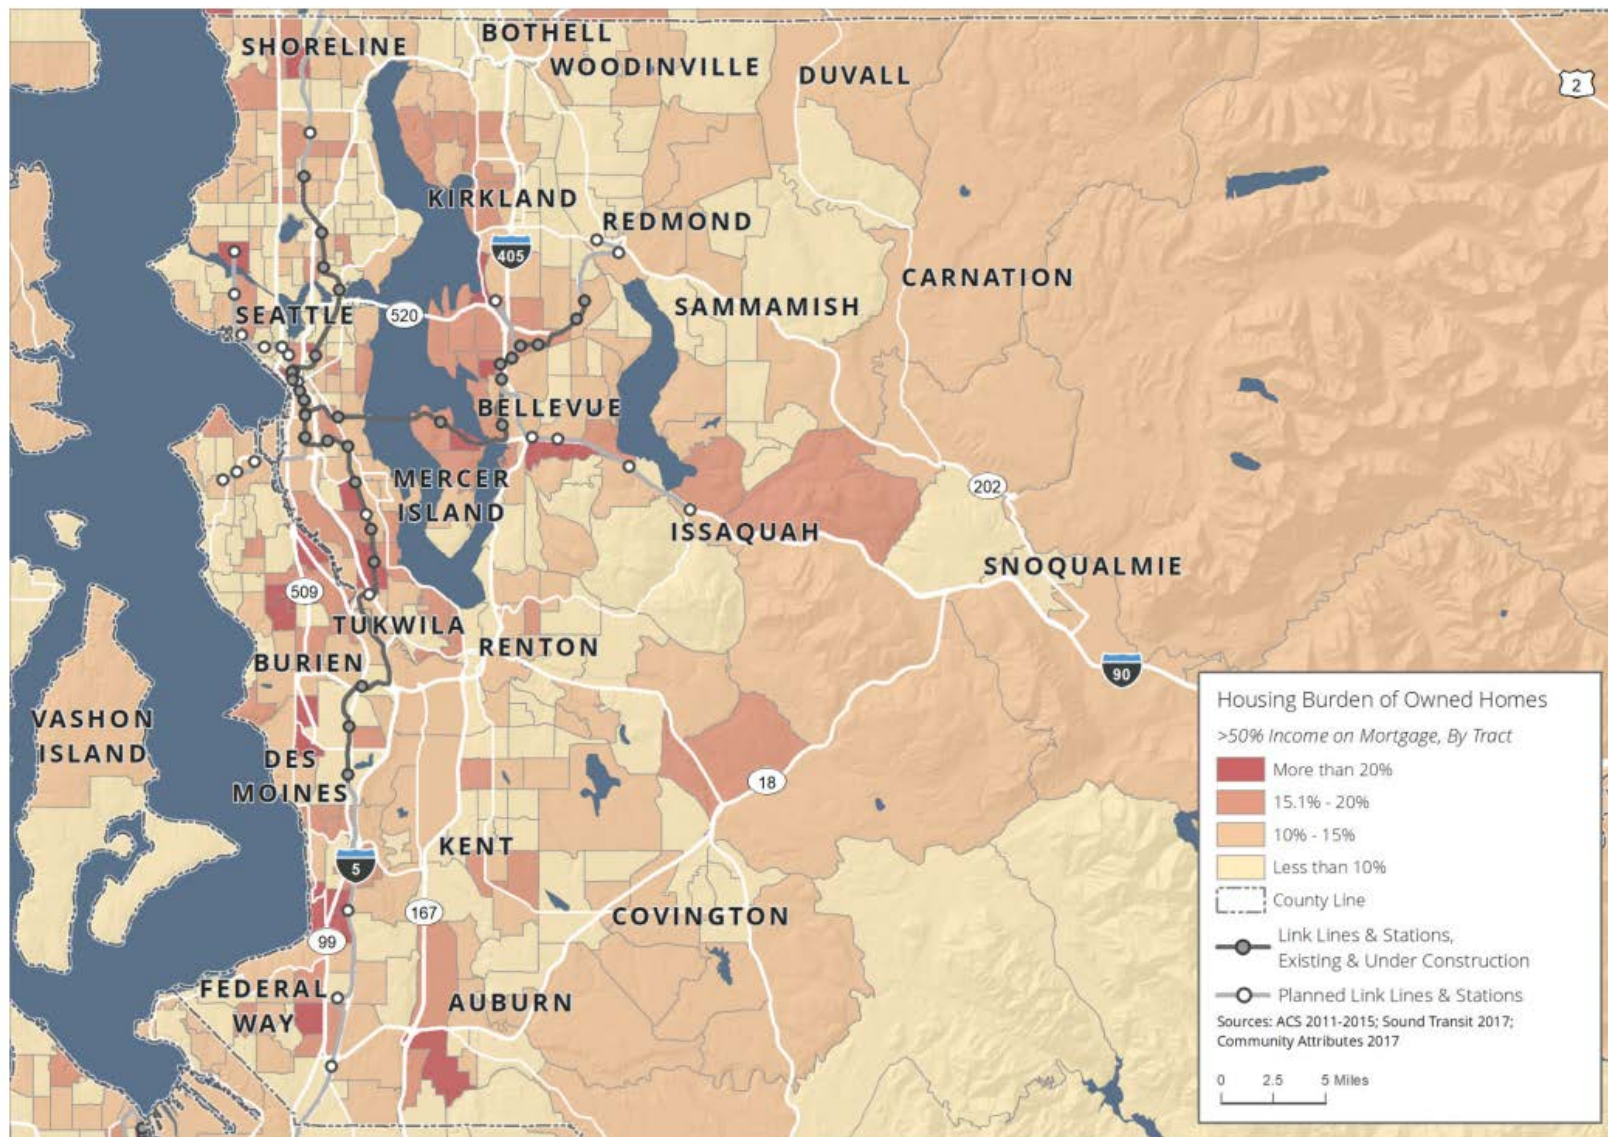 SHORELINE
BOTHELL
WOODINVILLE
DUVALL
2
KIRKLAND
REDMOND
405
CARNATION
SAMMAMISH
SEATTLE
520
BELLEVUE
MERCER
ISLAND
202
ISSAQUAH
SNOQUALMIE
509
TUKWILA
RENTON
BURIEN
90
VASHON
ISLAND
DES
MOINES
18
KENT
5
167
COVINGTON
99
FEDERAL
WAY
AUBURN
Housing Burden of Owned Homes
>50% Income on Mortgage, By Tract
More than 20%
15.1% - 20%
10% - 15%
Less than 10%
County Line
Link Lines & Stations,
Existing & Under Construction
Planned Link Lines & Stations
Sources: ACS 2011-2015; Sound Transit 2017;
Community Attributes 2017
0 2.5 5 Miles